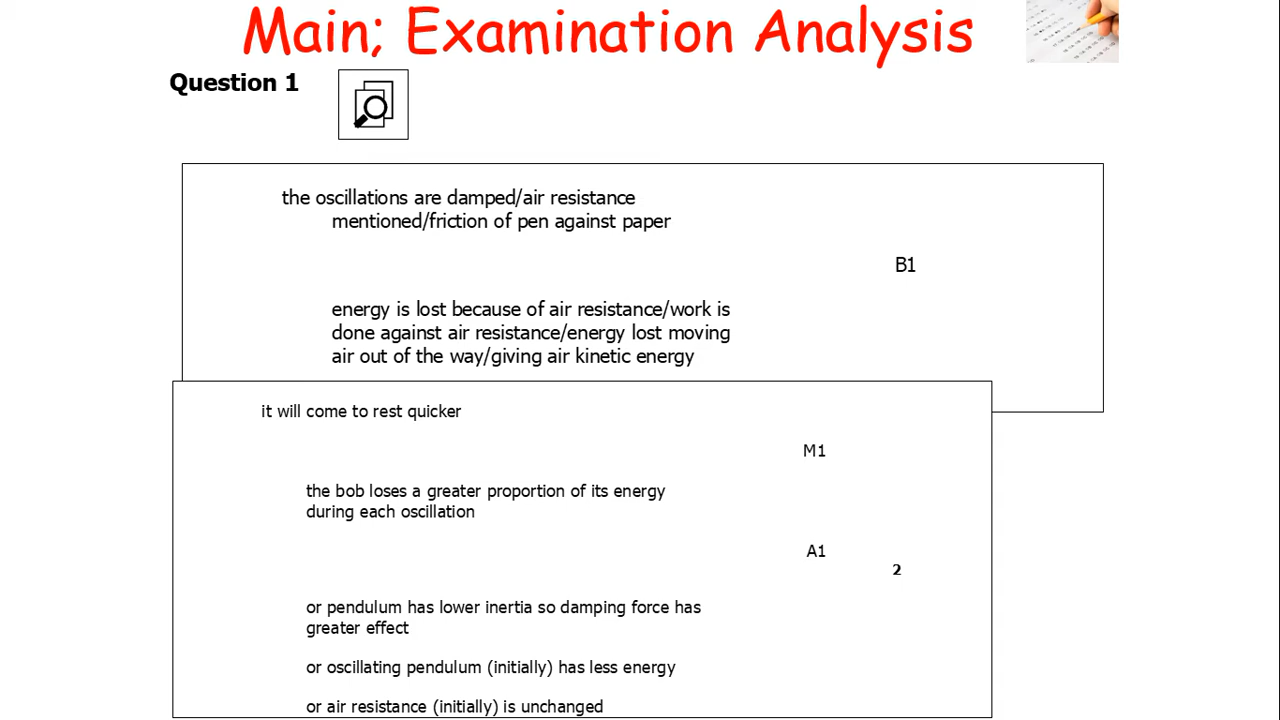 Main; Examination Analysis
Question 1
the oscillations are damped/air resistance
mentioned/friction of pen against paper
B1
energy is lost because of air resistance/work is
done against air resistance/energy lost moving
air out of the way/giving air kinetic energy
it will come to rest quicker
M1
the bob loses a greater proportion of its energy
during each oscillation
A1
2
or pendulum has lower inertia so damping force has
greater effect
or oscillating pendulum (initially) has less energy
or air resistance (initially) is unchanged